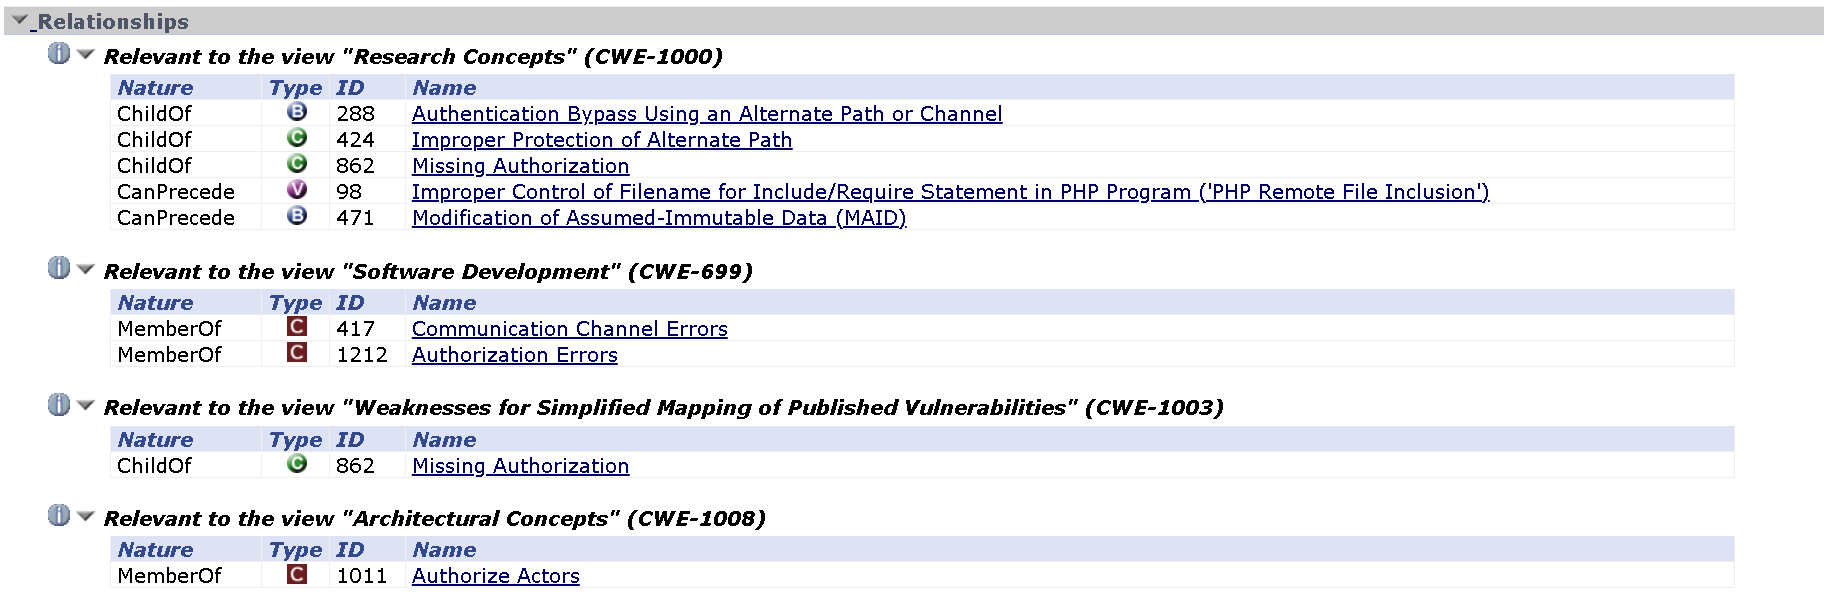 Relationships
Relevant to the view "Research Concepts" (CWE-1000)
Nature Type ID Name
ChildOf B 288 Authentication Bypass Using an Alternate Path or Channel
ChildOf C 424 Improper Protection of Alternate Path
ChildOf C 862 Missing Authorization
CanPrecede V 98 Improper Control of Filename for Include/Require Statement in PHP Program ('PHP Remote File Inclusion')
CanPrecede B 471 Modification of Assumed-Immutable Data (MAID)
Relevant to the view "Software Development" (CWE-699)
Nature Type ID Name
MemberOf C 417 Communication Channel Errors
MemberOf C 1212 Authorization Errors
Relevant to the view "Weaknesses for Simplified Mapping of Published Vulnerabilities" (CWE-1003)
Nature Type ID Name
ChildOf C 862 Missing Authorization
Relevant to the view "Architectural Concepts" (CWE-1008)
Nature Type ID Name
MemberOf C 1011 Authorize Actors